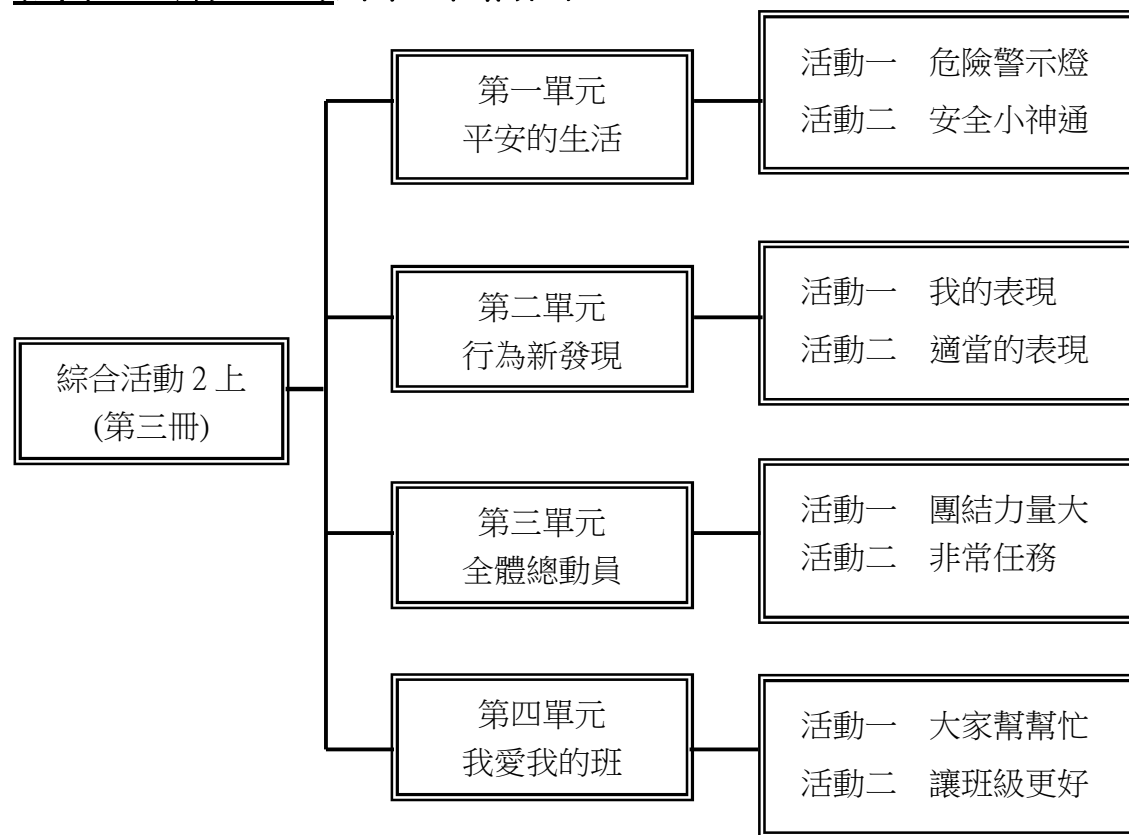 綜合活動 2 上
(第三冊)
第一單元
平安的生活
活動一 危險警示燈
活動二 安全小神通
第二單元
行為新發現
活動一 我的表現
活動二 適當的表現
第三單元
全體總動員
活動一 團結力量大
活動二 非常任務
第四單元
我愛我的班
活動一 大家幫幫忙
活動二 讓班級更好